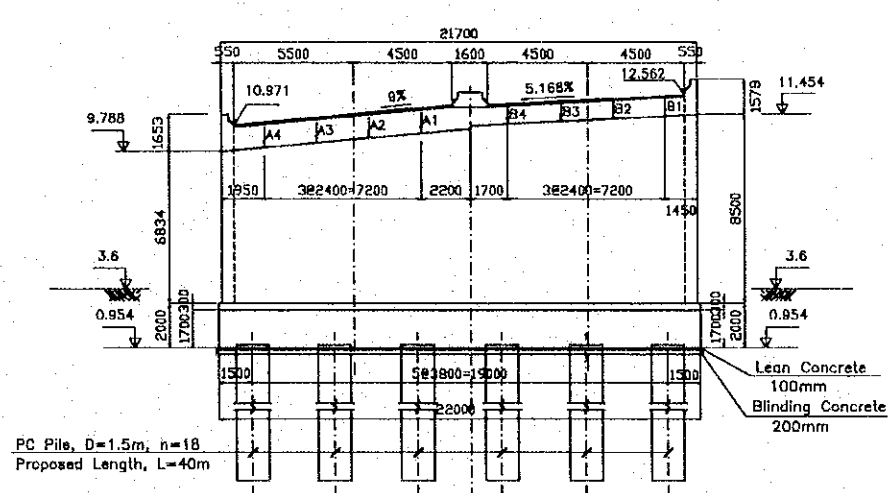 21700
550 5500 4500 1600 4500 4500 550
12.562
10.971 9% 5.168% 11.454
1579
9.788 1653
A4 A3 A2 A1 B4 B3 B2 B1
1950 3@2400=7200 2200 1700 3@2400=7200
1450
6834 8500
3.6 3.6
2000 1700 300 1700 300 2000
0.954 0.954
1500 5@3800=19000 1500
Lean Concrete
100mm
22000
Blinding Concrete
200mm
PC Pile, D=1.5m, n=18
Proposed Length, L=40m